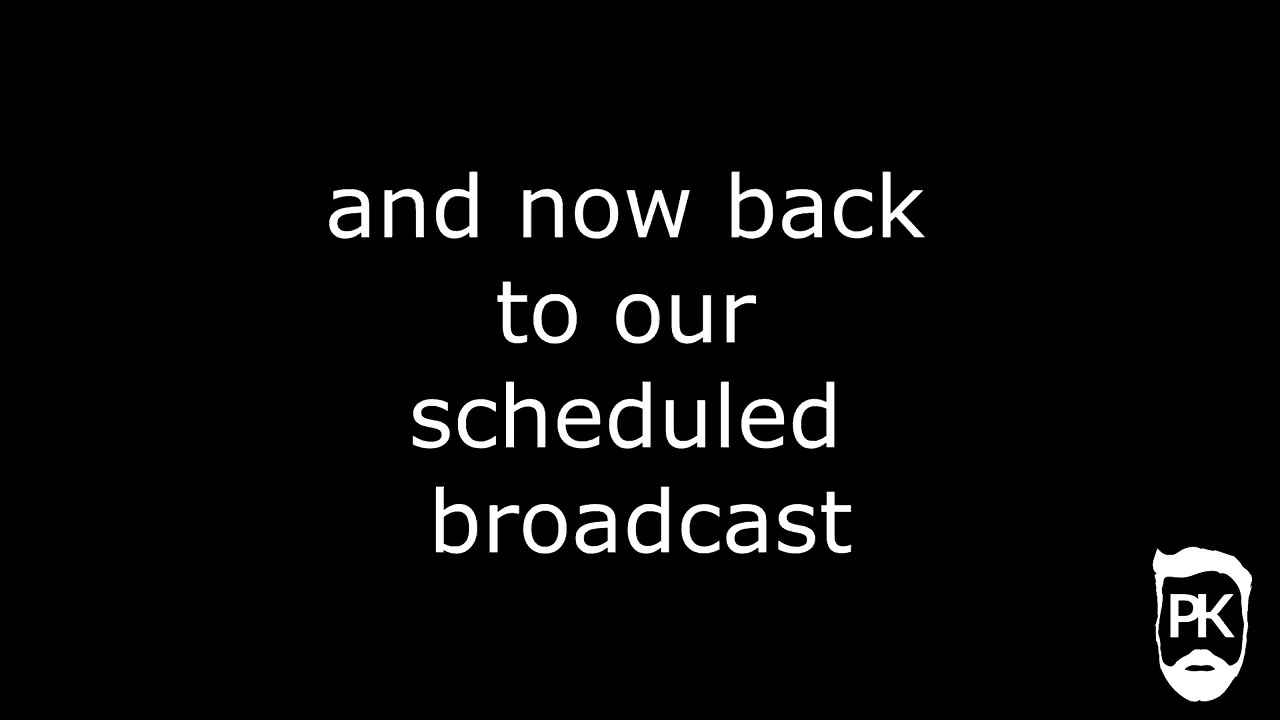 and now back
to our
scheduled
broadcast
PK